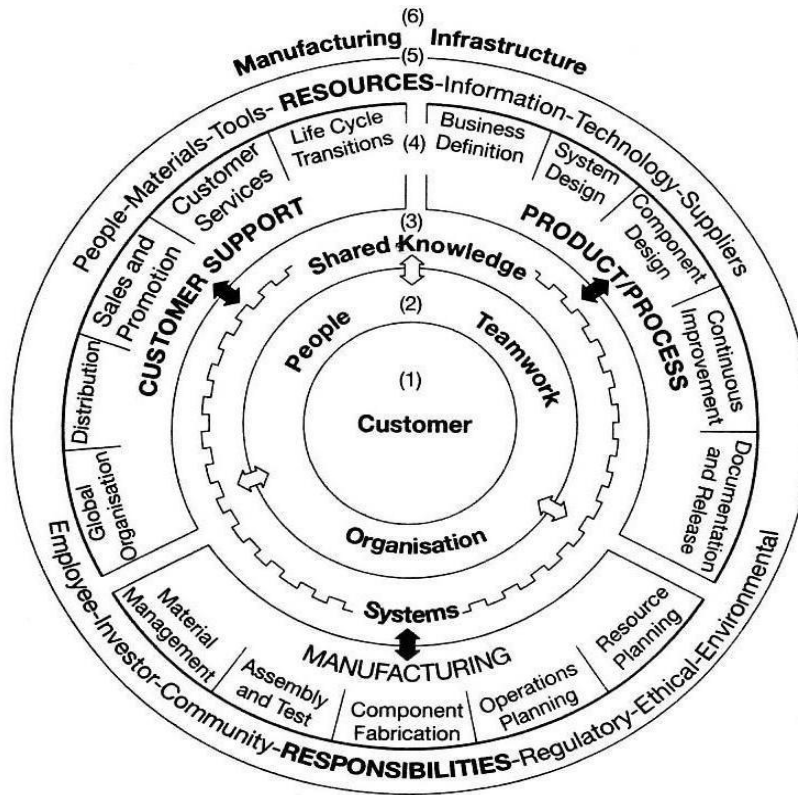 (6)
Manufacturing Infrastructure
(5)
People-Materials-Tools- RESOURCES-Information-Technology-Suppliers
(4)
Life Cycle
Transitions
Business
Definition
Customer
Services
System
Design
Sales and
Promotion
Component
Design
Distribution
Continuous
Improvement
Global
Organisation
Documentation
and Release
CUSTOMER SUPPORT
PRODUCT/PROCESS
(3)
Shared Knowledge
(2)
People
Teamwork
(1)
Customer
Organisation
Systems
MANUFACTURING
Material
Management
Assembly
and Test
Component
Fabrication
Operations
Planning
Resource
Planning
Employee-Investor-Community-RESPONSIBILITIES-Regulatory-Ethical-Environmental